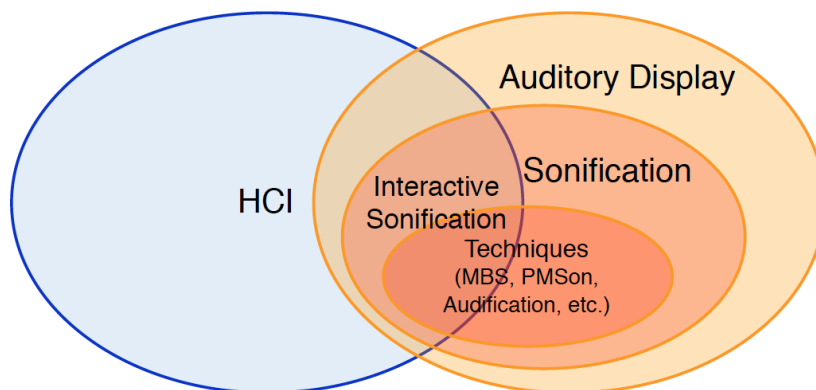 Auditory Display
Sonification
HCI
Interactive
Sonification
Techniques
(MBS, PMSon,
Audification, etc.)